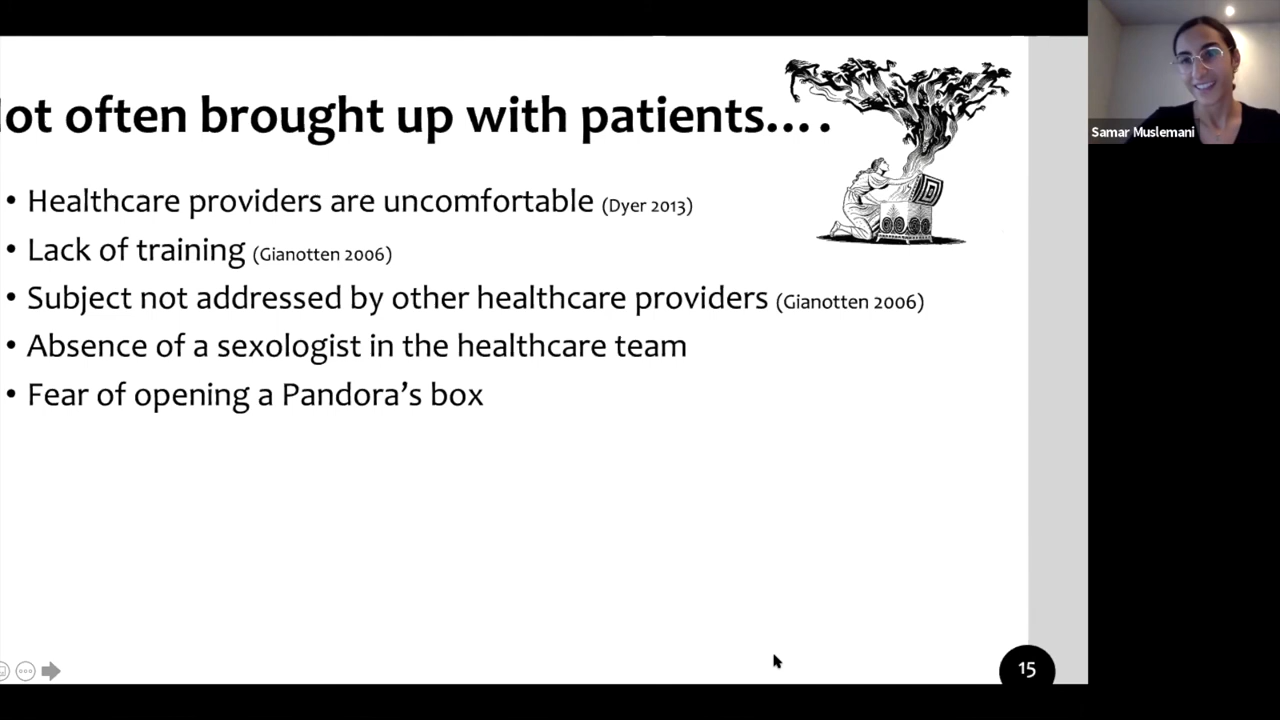 ot often brought up with patients….
• Healthcare providers are uncomfortable (Dyer 2013)
• Lack of training (Gianotten 2006)
• Subject not addressed by other healthcare providers (Gianotten 2006)
• Absence of a sexologist in the healthcare team
• Fear of opening a Pandora’s box
15
Samar Muslemani